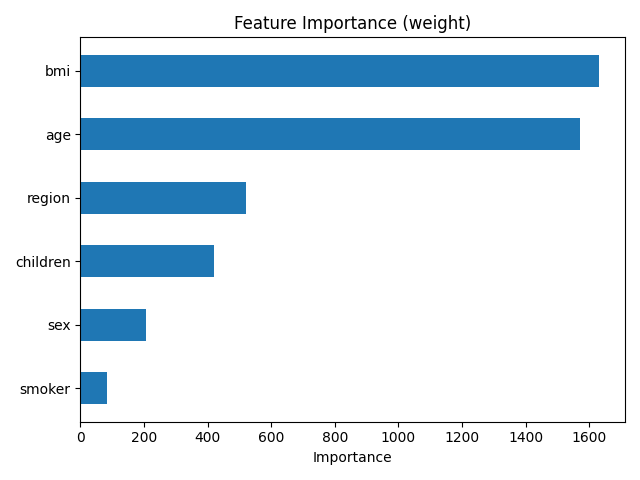 Feature Importance (weight)
bmi
age
region
children
sex
smoker
0 200 400 600 800 1000 1200 1400 1600
Importance